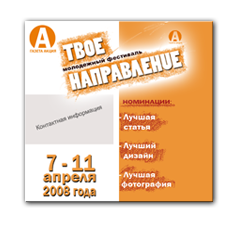 А
ГАЗЕТА АКЦИЯ
ТВОЕ
молодежный фестиваль
НАПРАВЛЕНИЕ
А
Контактная информация
НОМИНАЦИИ:
- Лучшая
статья
- Лучший
дизайн
- Лучшая
фотография
7 - 11
апреля
2008 года